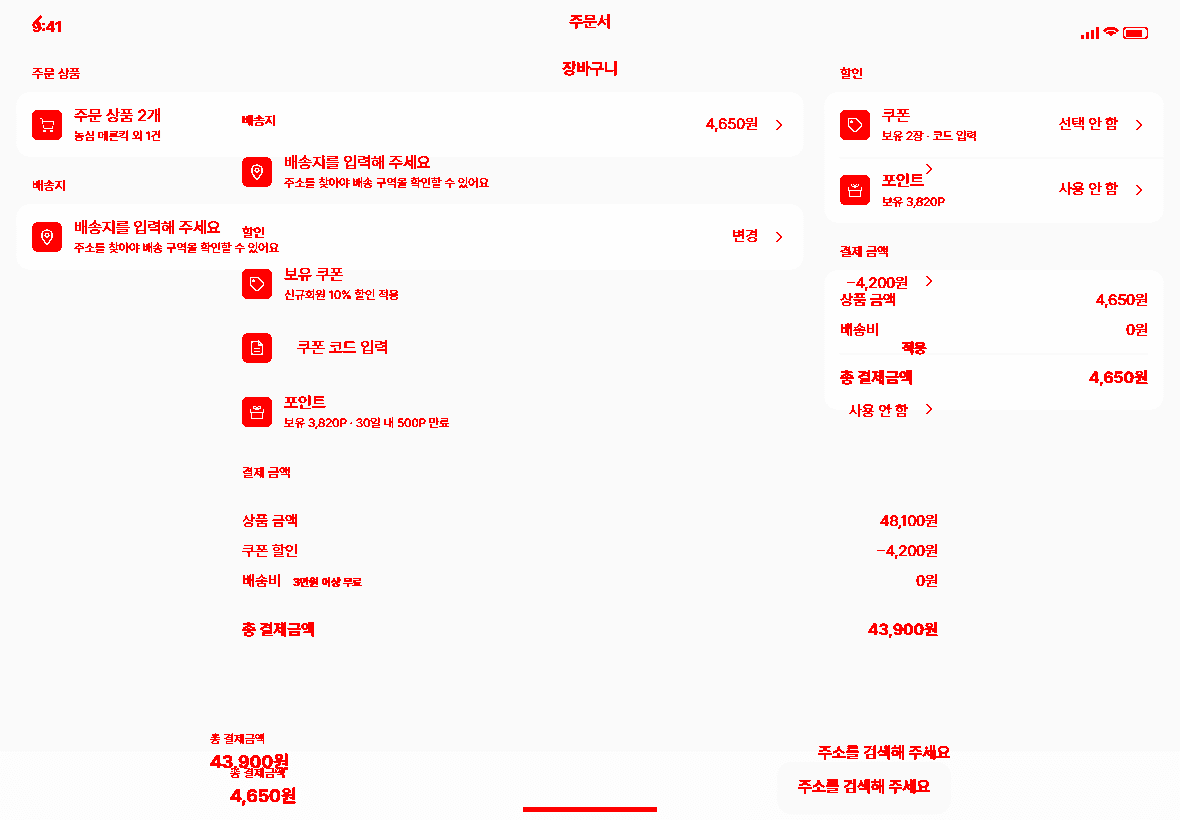 9:41
주문서
장바구니
주문 상품
주문 상품 2개
농심 메론킥 외 1건
4,650원
배송지
배송지를 입력해 주세요
주소를 찾아야 배송 구역을 확인할 수 있어요
변경
배송지
배송지를 입력해 주세요
주소를 찾아야 배송 구역을 확인할 수 있어요
할인
보유 쿠폰
신규회원 10% 할인 적용
−4,200원
쿠폰 코드 입력
적용
포인트
보유 3,820P · 30일 내 500P 만료
사용 안 함
결제 금액
상품 금액
48,100원
쿠폰 할인
−4,200원
배송비 3만원 이상 무료
0원
총 결제금액
43,900원
할인
쿠폰
보유 2장 · 코드 입력
선택 안 함
포인트
보유 3,820P
사용 안 함
결제 금액
상품 금액
4,650원
배송비
0원
총 결제금액
4,650원
총 결제금액
43,900원
주소를 검색해 주세요
총 결제금액
4,650원
주소를 검색해 주세요